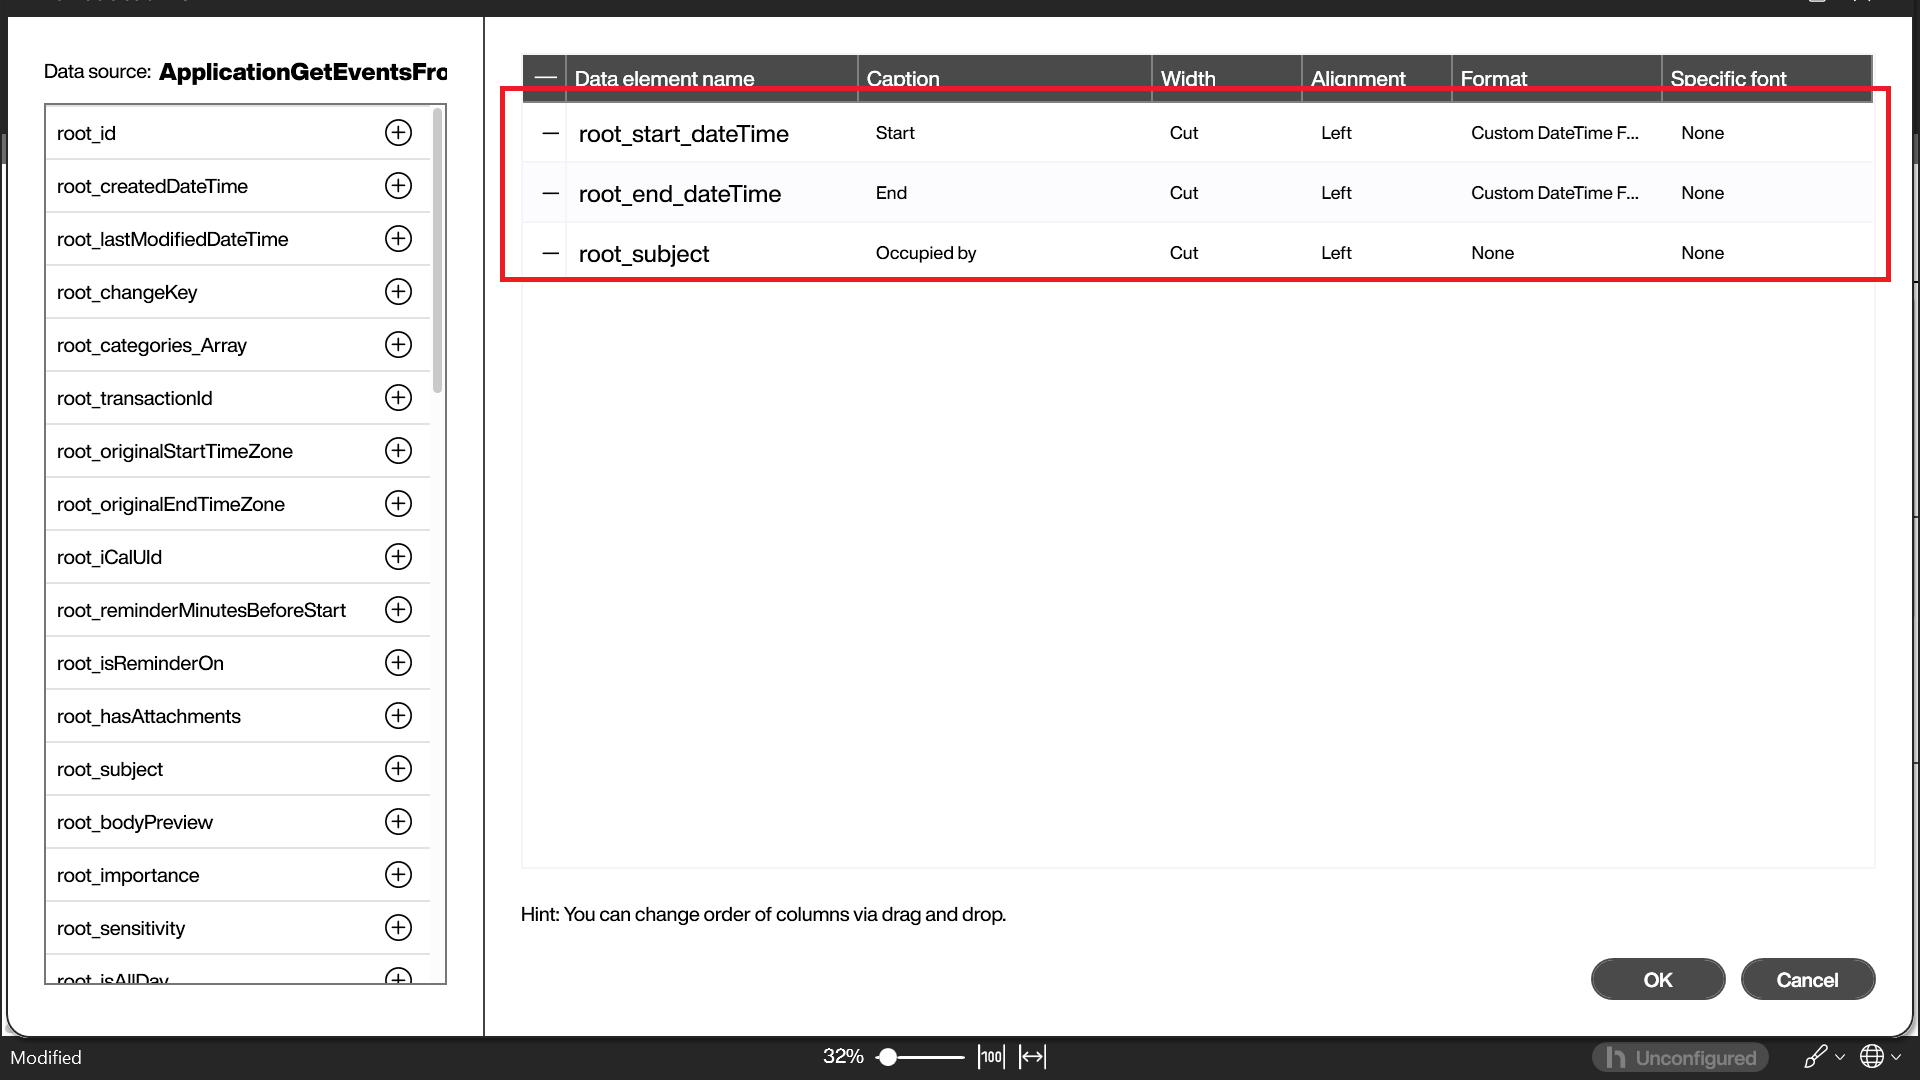 Data source: ApplicationGetEventsFro
root_id
root_createdDateTime
root_lastModifiedDateTime
root_changeKey
root_categories_Array
root_transactionId
root_originalStartTimeZone
root_originalEndTimeZone
root_iCalUId
root_reminderMinutesBeforeStart
root_isReminderOn
root_hasAttachments
root_subject
root_bodyPreview
root_importance
root_sensitivity
root_isAllDay
Data element name Caption Width Alignment Format Specific font
root_start_dateTime Start Cut Left Custom DateTime F... None
root_end_dateTime End Cut Left Custom DateTime F... None
root_subject Occupied by Cut Left None None
Hint: You can change order of columns via drag and drop.
OK Cancel
Modified 32% 100 Unconfigured